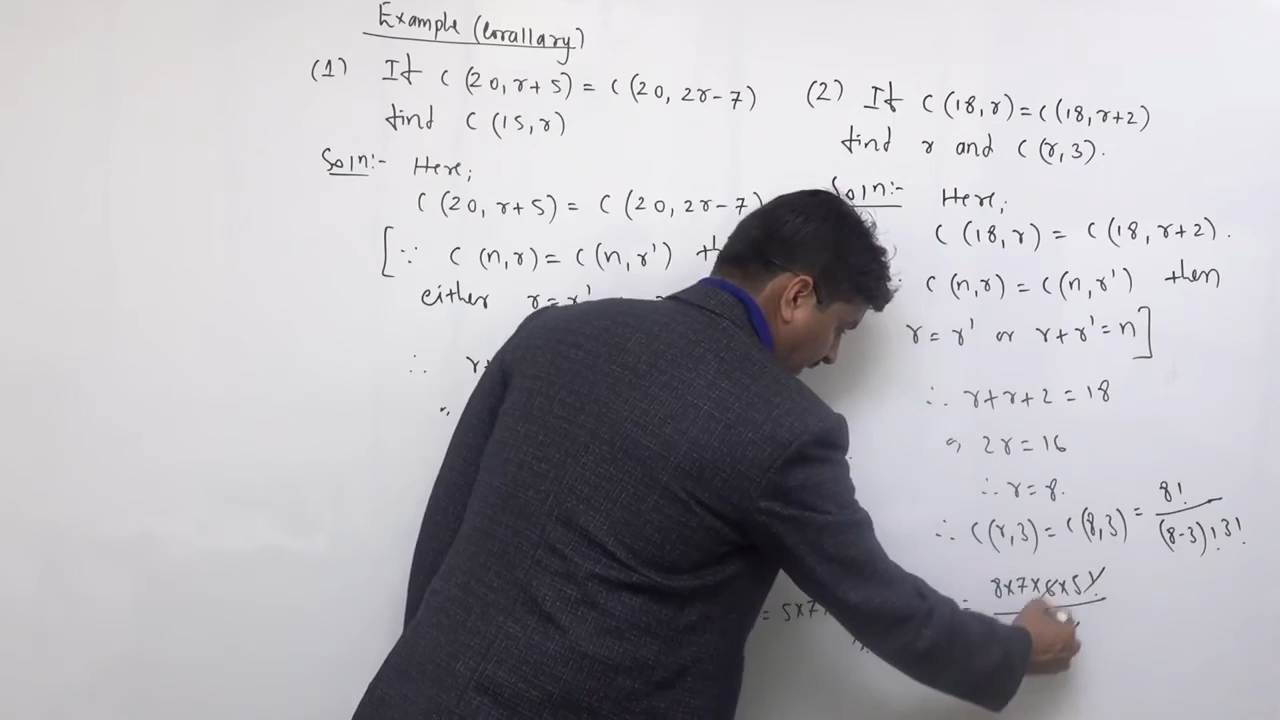 Example (Corallary)
(1) If C (20, r+5) = C (20, 2r-7)
find C (15, r)
Soln:- Here,
C (20, r+5) = C (20, 2r-7)
[∵ C (n,r) = C (n,r')
either r = r'
∴
= 5×7
(2) If C (18, r) = C (18, r+2)
find r and C (r, 3).
Soln:- Here,
C (18, r) = C (18, r+2).
C (n,r) = C (n,r') then
r = r' or r+r' = n]
∴ r+r+2 = 18
2r = 16
∴ r = 8.
∴ C (r,3) = C (8,3) = 8! / (8-3)! 3!
= 8×7×6×5!